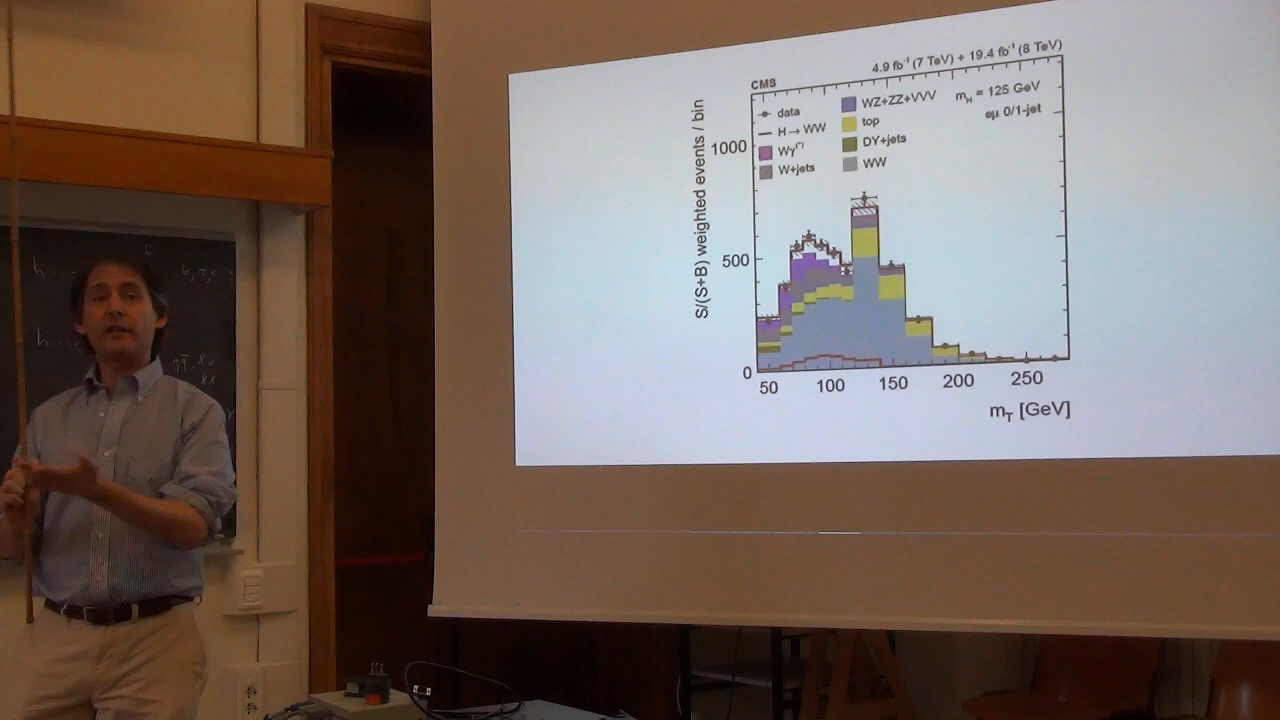 4.9 fb⁻¹ (7 TeV) + 19.4 fb⁻¹ (8 TeV)
CMS
data
H → WW
Wγ⁽*⁾
W+jets
WZ+ZZ+VVV
top
DY+jets
WW
m_H = 125 GeV
eμ 0/1-jet
S/(S+B) weighted events / bin
1000
500
0
50 100 150 200 250
m_T [GeV]